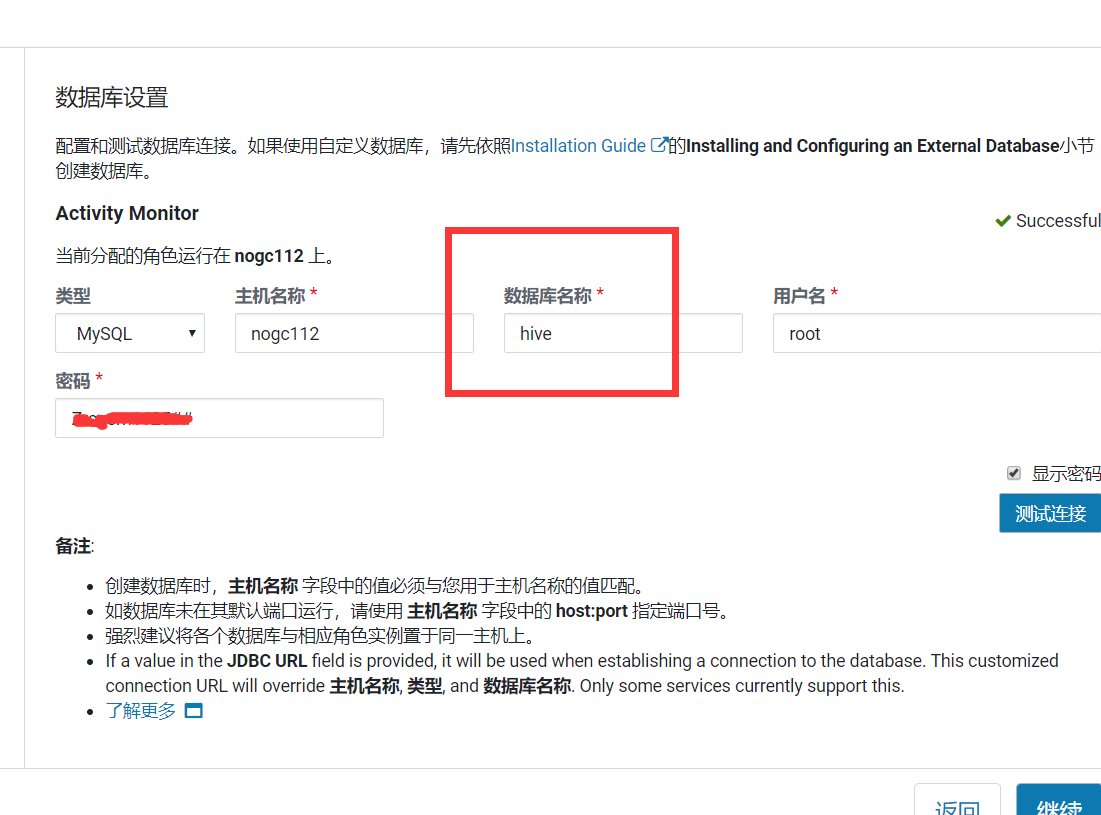 数据库设置
配置和测试数据库连接。如果使用自定义数据库，请先依照Installation Guide 的Installing and Configuring an External Database小节
创建数据库。
Activity Monitor
Successful
当前分配的角色运行在 nogc112 上。
类型 主机名称 * 数据库名称 * 用户名 *
MySQL nogc112 hive root
密码 *
显示密码
测试连接
备注:
创建数据库时，主机名称 字段中的值必须与您用于主机名称的值匹配。
如数据库未在其默认端口运行，请使用 主机名称 字段中的 host:port 指定端口号。
强烈建议将各个数据库与相应角色实例置于同一主机上。
If a value in the JDBC URL field is provided, it will be used when establishing a connection to the database. This customized
connection URL will override 主机名称, 类型, and 数据库名称. Only some services currently support this.
了解更多
返回 继续